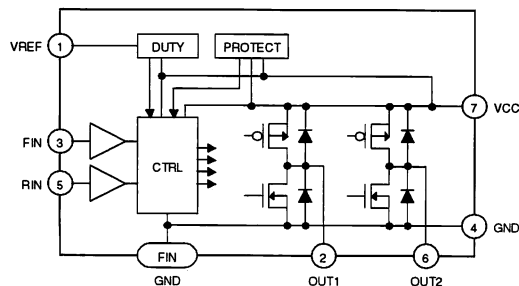 VREF 1 DUTY PROTECT
7 VCC
FIN 3
CTRL
RIN 5
4 GND
FIN 2 6
GND OUT1 OUT2